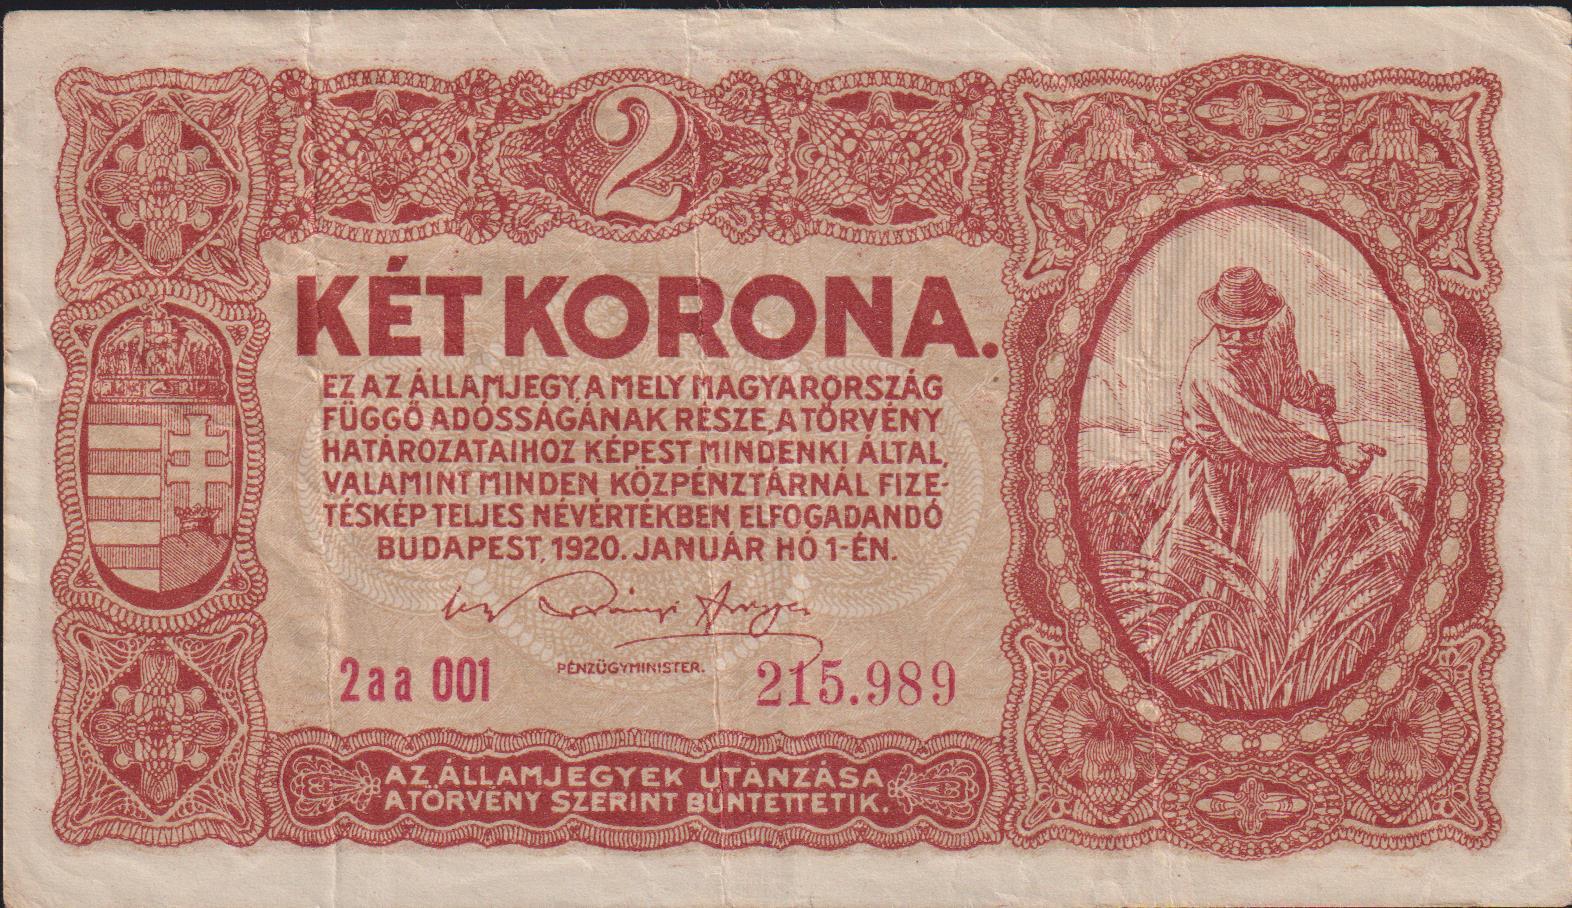 2
KÉT KORONA.
EZ AZ ÁLLAMJEGY, A MELY MAGYARORSZÁG
FÜGGŐ ADÓSSÁGÁNAK RÉSZE, A TÖRVÉNY
HATÁROZATAIHOZ KÉPEST MINDENKI ÁLTAL,
VALAMINT MINDEN KÖZPÉNZTÁRNÁL FIZE-
TÉSKÉP TELJES NÉVÉRTÉKBEN ELFOGADANDÓ
BUDAPEST, 1920. JANUÁR HÓ 1-ÉN.
PÉNZÜGYMINISTER.
2aa 001 215.989
AZ ÁLLAMJEGYEK UTÁNZÁSA
A TÖRVÉNY SZERINT BÜNTETTETIK.